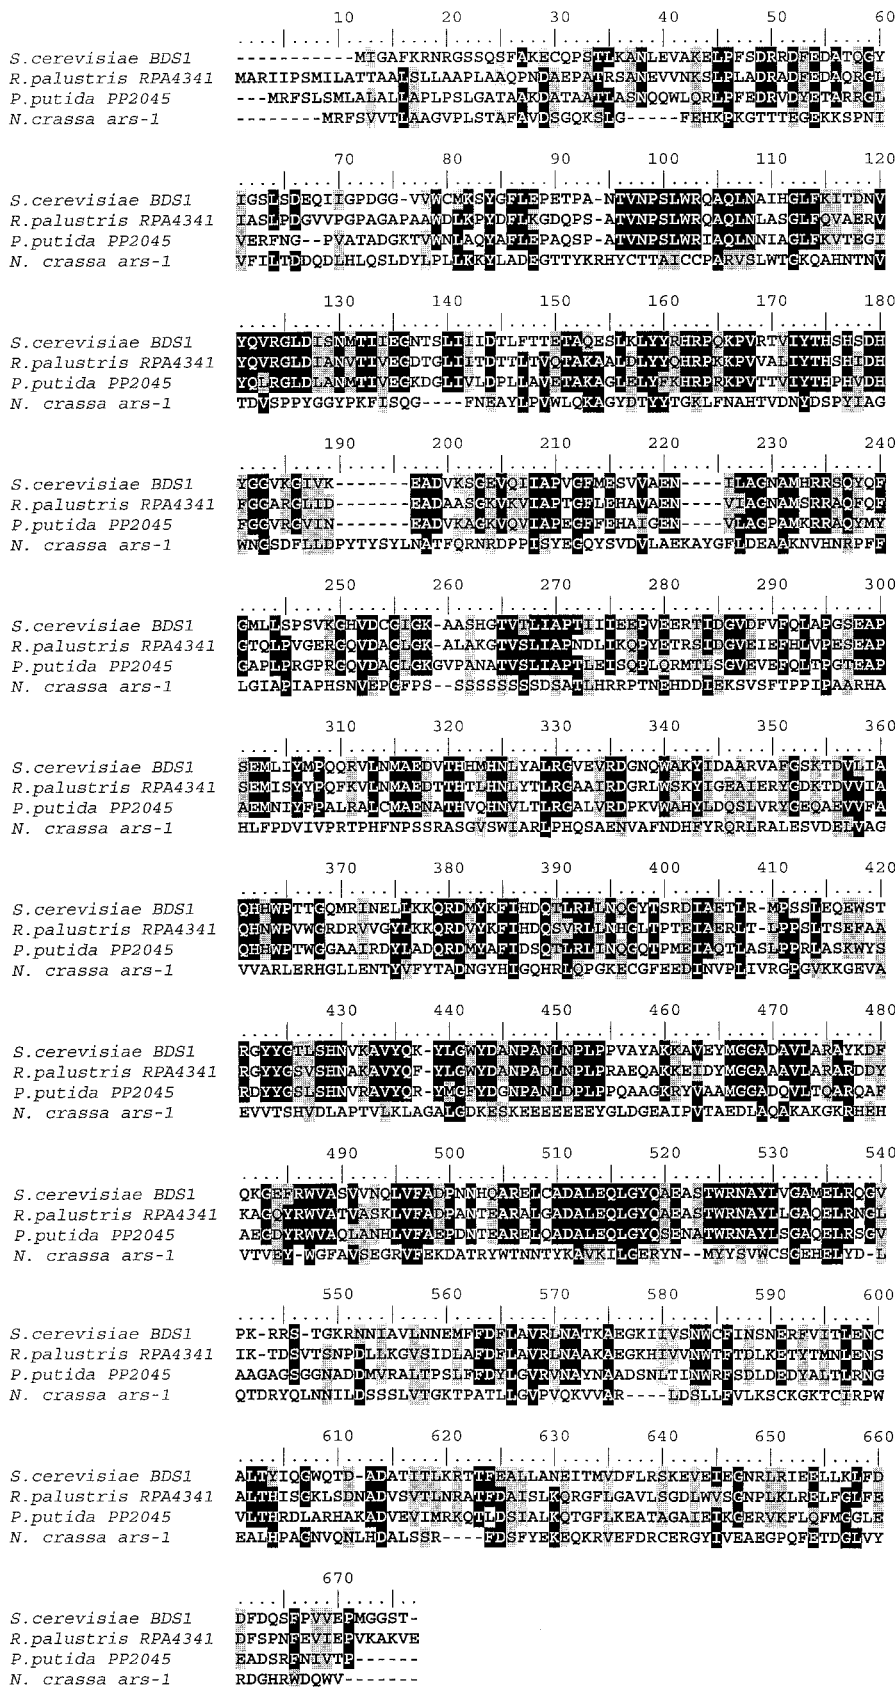 10 20 30 40 50 60
S.cerevisiae BDS1 -----------MIGAFKRNRGSSQSFAKECQPSTLKANLEVAKELPFSDRRDFEDATQGY
R.palustris RPA4341 MARIIPSMILATTAALSLLAAPLAAQPNDAEPATRSANEVVNKSLPLADRADFEDAQRGL
P.putida PP2045 ---MRFSLSMLALALLAPLPSLGATAAKDATAATLASNQQWLQRLPFEDRVDYETARRGL
N.crassa ars-1 --------MRFSVVTLAAGVPLSTAFAVDSGQKSLG-----FEHKPKGTTTEGEKKSPNI
70 80 90 100 110 120
S.cerevisiae BDS1 IGSLSDEQIIGPDGG-VVWCMKSYGFLEPETPA-NTVNPSLWRQAQLNAIHGLFKITDNV
R.palustris RPA4341 IASLPDGVVPGPAGAPAAWDLKPYDFLKGDQPS-ATVNPSLWRQAQLNLASGLFQVAERV
P.putida PP2045 VERFNG--PVATADGKTVWNLAQYAFLEPAQSP-ATVNPSLWRIAQLNNIAGLFKVTEGI
N. crassa ars-1 VFILTDDQDLHLQSLDYLPLLKKYLADEGTTYKRHYCTTAICCPARVSLWTGKQAHNTNV
130 140 150 160 170 180
S.cerevisiae BDS1 YQVRGLDISNMTIIEGNTSLIIIDTLFTTETAQESLKLYYRHRPQKPVRTVIYTHSHSDH
R.palustris RPA4341 YQVRGLDIANVTIVEGDTGLIITDTTLTVQTAKAALDLYYQHRPKKPVVALIYTHSHIDH
P.putida PP2045 YQLRGLDLANMTIVEGKDGLIVLDPLLAVETAKAGLELYFKHRPRKPVTTVIYTHPHVDH
N. crassa ars-1 TDVSPPYGGYPKFISQG----FNEAYLPVWLQKAGYDTYYTGKLFNAHTVDNYDSPYIAG
190 200 210 220 230 240
S.cerevisiae BDS1 YGGVKGIVK-------EADVKSGEVQIIAPVGFMESVVAEN----ILAGNAMHRRSQYQF
R.palustris RPA4341 FGGARGLID-------EADAASGKVKVIAPTGFLEHAVAEN----VIAGNAMSRRAQFQF
P.putida PP2045 FGGVRGVIN-------EADVKAGKVQVIAPEGFFEHAIGEN----VLAGPAMKRRAQYMY
N. crassa ars-1 WNGSDFLLDPYTYSYLNATFQRNRDPPISYEGQYSVDVLAEKAYGFLDEAAKNVHNRPFF
250 260 270 280 290 300
S.cerevisiae BDS1 GMLLSPSVKGHVDCGIGK-AASHGTVTLIAPTIIIEEPVEERTIDGVDFVFQLAPGSEAP
R.palustris RPA4341 GTQLPVGERGQVDAGLGK-ALAKGTVSLIAPNDLIKQPYETRSIDGVEIEFHLVPESEAP
P.putida PP2045 GAPLPRGPRGQVDAGLGKGVPANATVSLIAPTLEISQPLQRMTLSGVEVEFQLTPGTEAP
N. crassa ars-1 LGIAPIAPHSNVEPGFPS--SSSSSSSSDSATLHRRPTNEHDDLEKSVSFTPPIPAARHA
310 320 330 340 350 360
S.cerevisiae BDS1 SEMLIYMPQQRVLNMAEDVTHHMHNLYALRGVEVRDGNQWAKYIDAARVAFGSKTDVLIA
R.palustris RPA4341 SEMISYYPQFKVLNMAEDTTHTLHNLYTLRGAAIRDGRLWSKYIGEAIERYGDKTDVVIA
P.putida PP2045 AEMNIYFPALRALCMAENATHVQHNVLTLRGALVRDPKVWAHYLDQSLVRYGEQAEVVFA
N. crassa ars-1 HLFPDVIVPRTPHFNPSSRASGVSWIARLPHQSAENVAFNDHFYRQRLRALESVDELVAG
370 380 390 400 410 420
S.cerevisiae BDS1 QHHWPTTGQMRINELLKKQRDMYKFIHDQTLRLLNQGYTSRDIAETLR-MPSSLEQEWST
R.palustris RPA4341 QHNWPVWGRDRVVGYLKKQRDVYKFIHDQSVRLLNHGLTPTEIAERLT-LPPSLTSEFAA
P.putida PP2045 QHHWPTWGGAAIRDYLADQRDMYAFIDSQTLRLINQGQTPMEIAQTLASLPPRLASKWYS
N. crassa ars-1 VVARLERHGLLENTYVFYTADNGYHIGQHRLQPGKECGFEEDINVPLIVRGPGVKKGEVA
430 440 450 460 470 480
S.cerevisiae BDS1 RGYYGTLSHNVKAVYQK-YLGWYDANPANLNPLPPVAYAKKAVEYMGGADAVLARAYKDF
R.palustris RPA4341 RGYYGSVSHNAKAVYQF-YLGWYDANPADLNPLPRAEQAKKEIDYMGGAAAVLARARDDY
P.putida PP2045 RDYYGSLSHNVRAVYQR-YMGFYDGNPANLDPLPPQAAGKRYVAAMGGADQVLTQARQAF
N. crassa ars-1 EVVTSHVDLAPTVLKLAGALGDKESKEEEEEEEYGLDGEAIPVTAEDLAQAKAKGKRHEH
490 500 510 520 530 540
S.cerevisiae BDS1 QKGEFRWVASVVNQLVFADPNNHQARELCADALEQLGYQAEASTWRNAYLVGAMELRQGV
R.palustris RPA4341 KAGQYRWVATVASKLVFADPANTEARALGADALEQLGYQAEASTWRNAYLLGAQELRNGL
P.putida PP2045 AEGDYRWVAQLANHLVFAEPDNTEARELQADALEQLGYQSENATWRNAYLSGAQELRSGV
N. crassa ars-1 VTVEY-WGFAVSEGRVFEKDATRYWTNNTYKAVKILGERYN--MYYSVWCSGEHELYD-L
550 560 570 580 590 600
S.cerevisiae BDS1 PK-RRS-TGKRNNIAVLNNEMFFDFLAVRLNATKAEGKIIVSNWCFINSNERFVITLENC
R.palustris RPA4341 IK-TDSVTSNPDLLKGVSIDLAFDFLAVRLNAAKAEGKHIVVNWTFTDLKETYTMNLENS
P.putida PP2045 AAGAGSGGNADDMVRALTPSLFFDYLGVRVNAYNAADSNLTINWRFSDLDEDYALTLRNG
N. crassa ars-1 QTDRYQLNNILDSSSSLVTGKTPATLLGVPVQKVVAR----LDSLLFVLKSCKGKTCHRPW
610 620 630 640 650 660
S.cerevisiae BDS1 ALTYIQGWQTD-ADATITLKRTTFEALLANEITMVDFLRSKEVEIEGNRLRIEELLKLFD
R.palustris RPA4341 ALTHISGKLSDNADVSVTLNRATFDAISLKQRGFLGAVLSGDLWVSGNPLKLRELFGLFE
P.putida PP2045 VLTHRDLARHAKADVEVIMRKQTLDSIALKQTGFLKEATAGAIEIKGERVKFLQFMGGLE
N. crassa ars-1 EALHPAGNVQNLHDALSSR----FDSFYEKEQKRVEFDRCERGYIVEAEGPQFETDGLVY
670
S.cerevisiae BDS1 DFDQSFPVVEPMGGST-
R.palustris RPA4341 DFSPNFEVIEPVKAKVE
P.putida PP2045 EADSRFNIVTP------
N. crassa ars-1 RDGHRWDQWV-------